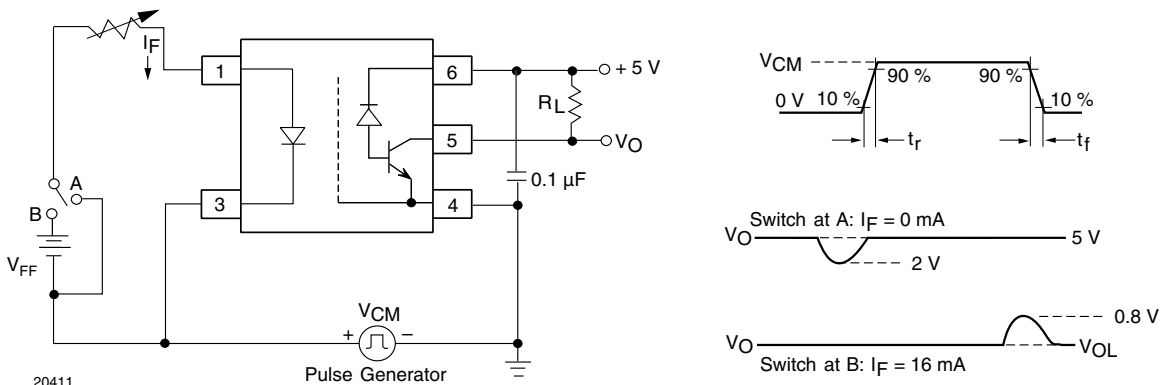 I_F
1
6
+ 5 V
R_L
5
V_O
0.1 µF
A
B
3
4
V_FF
V_CM
+
–
Pulse Generator
20411
V_CM
90 %
90 %
0 V
10 %
10 %
t_r
t_f
Switch at A: I_F = 0 mA
V_O
5 V
2 V
0.8 V
V_O
V_OL
Switch at B: I_F = 16 mA